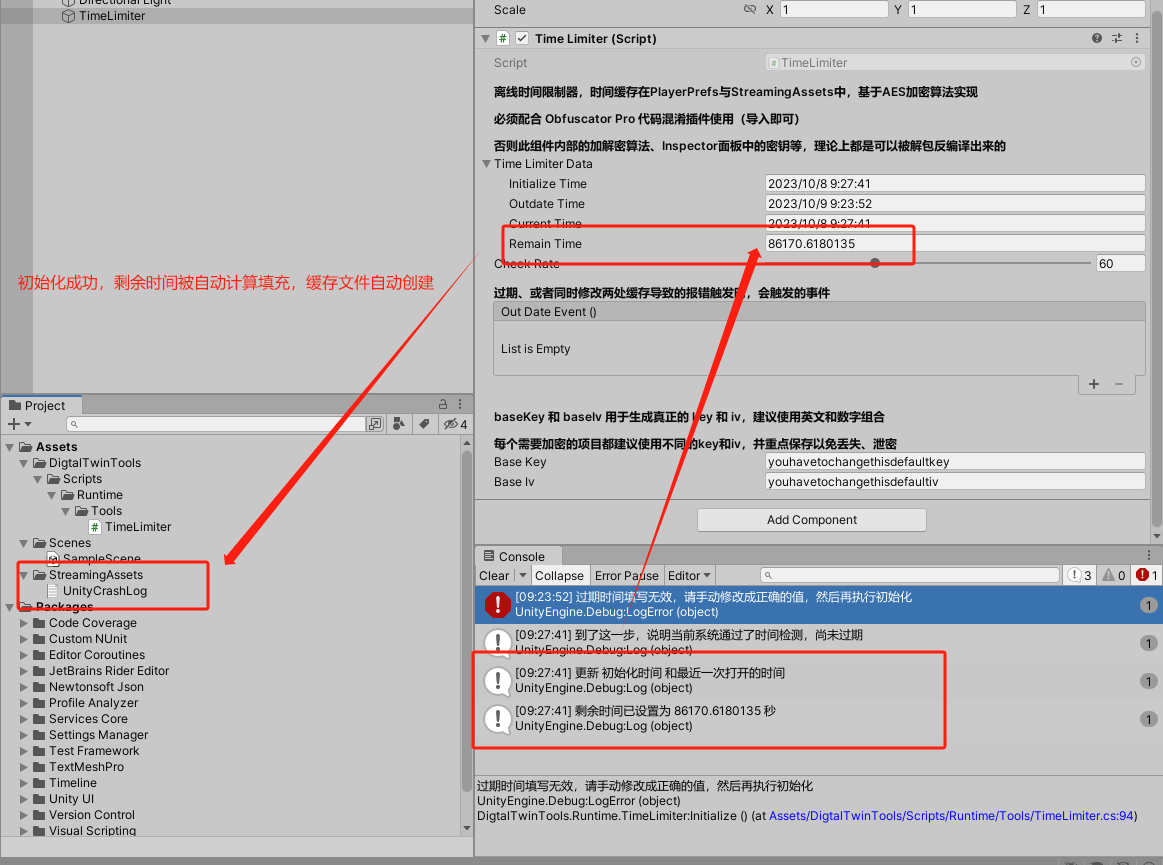 Directional Light
TimeLimiter
初始化成功，剩余时间被自动计算填充，缓存文件自动创建
Scale
X 1
Y 1
Z 1
# Time Limiter (Script)
Script
# TimeLimiter
离线时间限制器，时间缓存在PlayerPrefs与StreamingAssets中，基于AES加密算法实现
必须配合 Obfuscator Pro 代码混淆插件使用（导入即可）
否则此组件内部的加解密算法、Inspector面板中的密钥等，理论上都是可以被解包反编译出来的
Time Limiter Data
Initialize Time 2023/10/8 9:27:41
Outdate Time 2023/10/9 9:23:52
Current Time 2023/10/8 9:27:41
Remain Time 86170.6180135
Check Rate 60
过期、或者同时修改两处缓存导致的报错触发时，会触发的事件
Out Date Event ()
List is Empty
+ −
baseKey 和 baseIv 用于生成真正的 key 和 iv，建议使用英文和数字组合
每个需要加密的项目都建议使用不同的key和iv，并重点保存以免丢失、泄密
Base Key youhavetochangethisdefaultkey
Base Iv youhavetochangethisdefaultiv
Add Component
Project
4
Assets
DigtalTwinTools
Scripts
Runtime
Tools
# TimeLimiter
Scenes
SampleScene
StreamingAssets
UnityCrashLog
Packages
Code Coverage
Custom NUnit
Editor Coroutines
JetBrains Rider Editor
Newtonsoft Json
Profile Analyzer
Services Core
Settings Manager
Test Framework
TextMeshPro
Timeline
Unity UI
Version Control
Visual Scripting
Console
Clear Collapse Error Pause Editor 3 0 1
[09:23:52] 过期时间填写无效，请手动修改成正确的值，然后再执行初始化
UnityEngine.Debug:LogError (object)
1
[09:27:41] 到了这一步，说明当前系统通过了时间检测，尚未过期
UnityEngine.Debug:Log (object)
1
[09:27:41] 更新 初始化时间 和最近一次打开的时间
UnityEngine.Debug:Log (object)
1
[09:27:41] 剩余时间已设置为 86170.6180135 秒
UnityEngine.Debug:Log (object)
1
过期时间填写无效，请手动修改成正确的值，然后再执行初始化
UnityEngine.Debug:LogError (object)
DigtalTwinTools.Runtime.TimeLimiter:Initialize () (at Assets/DigtalTwinTools/Scripts/Runtime/Tools/TimeLimiter.cs:94)